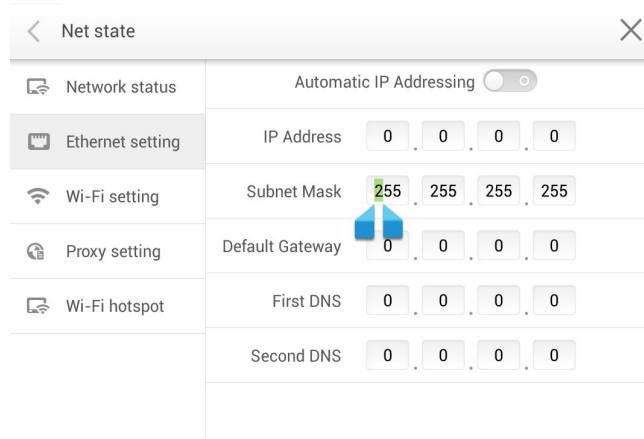 Net state
Network status
Ethernet setting
Wi-Fi setting
Proxy setting
Wi-Fi hotspot
Automatic IP Addressing
IP Address 0 . 0 . 0 . 0
Subnet Mask 255 . 255 . 255 . 255
Default Gateway 0 . 0 . 0 . 0
First DNS 0 . 0 . 0 . 0
Second DNS 0 . 0 . 0 . 0